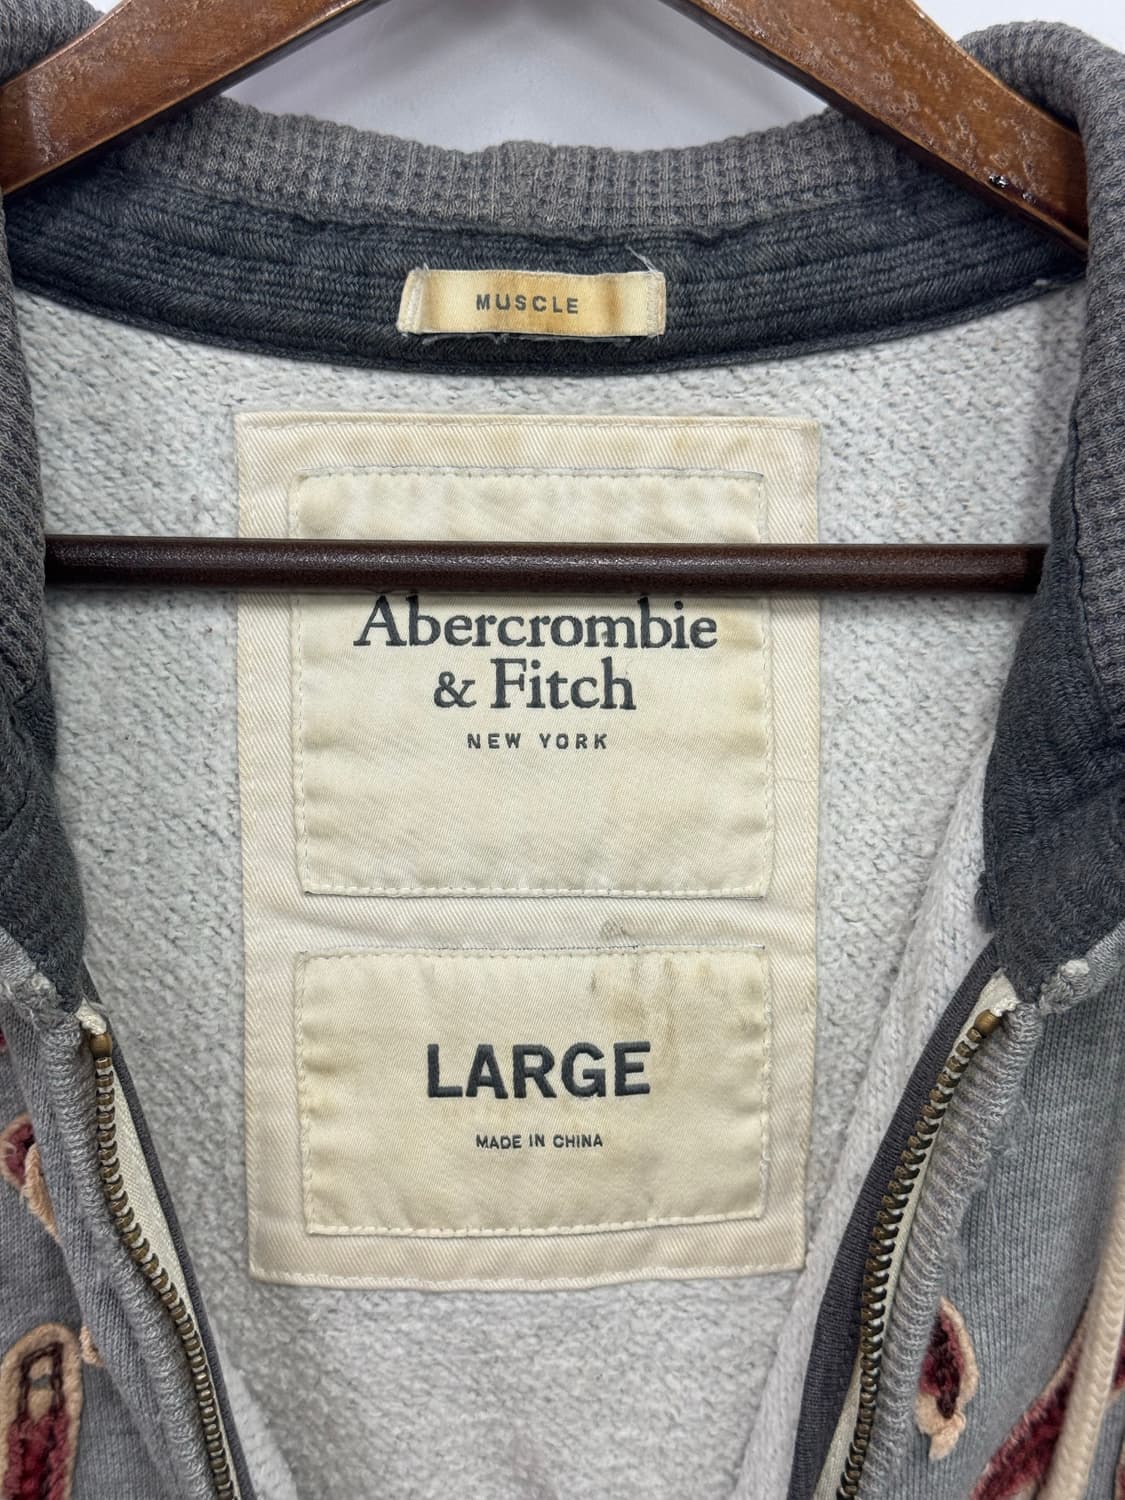 MUSCLE
Abercrombie
& Fitch
NEW YORK
LARGE
MADE IN CHINA